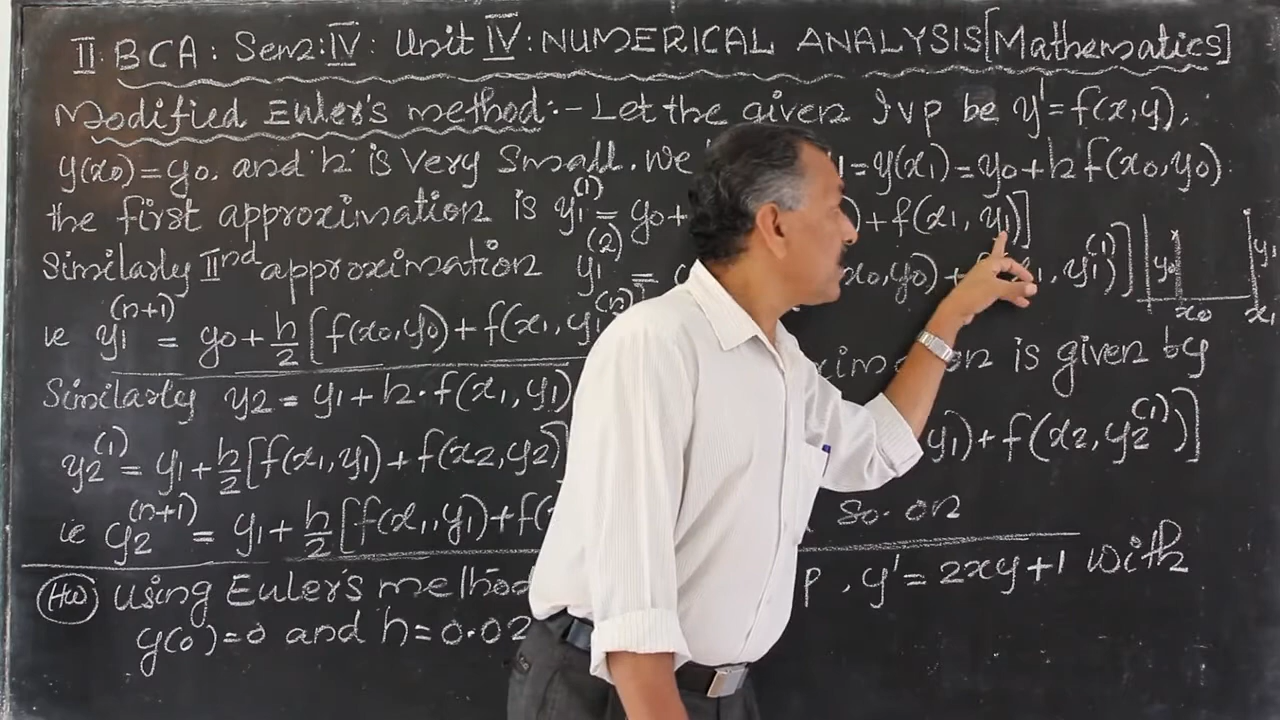 II BCA: Sem: IV: Unit IV: NUMERICAL ANALYSIS [Mathematics]
Modified Euler's method:- Let the given IVP be y' = f(x,y),
y(x0) = y0, and 'h' is very small. We 1 = y(x1) = y0 + h f(x0,y0)
the first approximation is y1^(1) = y0 + ) + f(x1, y1)]
Similarly IInd approximation y1^(2) = x0,y0) + 1, y1^(1))]
y0 x0 y1 x1
ie y1^(n+1) = y0 + h/2 [f(x0,y0) + f(x1, y1^(n)
is given by
Similarly y2 = y1 + h. f(x1, y1)
y2^(1) = y1 + h/2 [f(x1,y1) + f(x2,y2)] y1) + f(x2, y2^(1))]
ie y2^(n+1) = y1 + h/2 [f(x1,y1) + f( so. on
(HW) Using Euler's method p, y' = 2xy+1 with
y(0) = 0 and h = 0.02